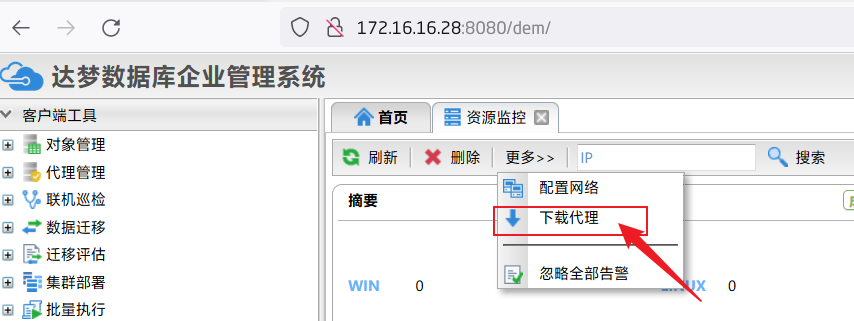 172.16.16.28:8080/dem/
达梦数据库企业管理系统
客户端工具
对象管理
代理管理
联机巡检
数据迁移
迁移评估
集群部署
批量执行
首页 资源监控
刷新 删除 更多>> IP 搜索
配置网络
下载代理
忽略全部告警
摘要
WIN 0 LINUX 0